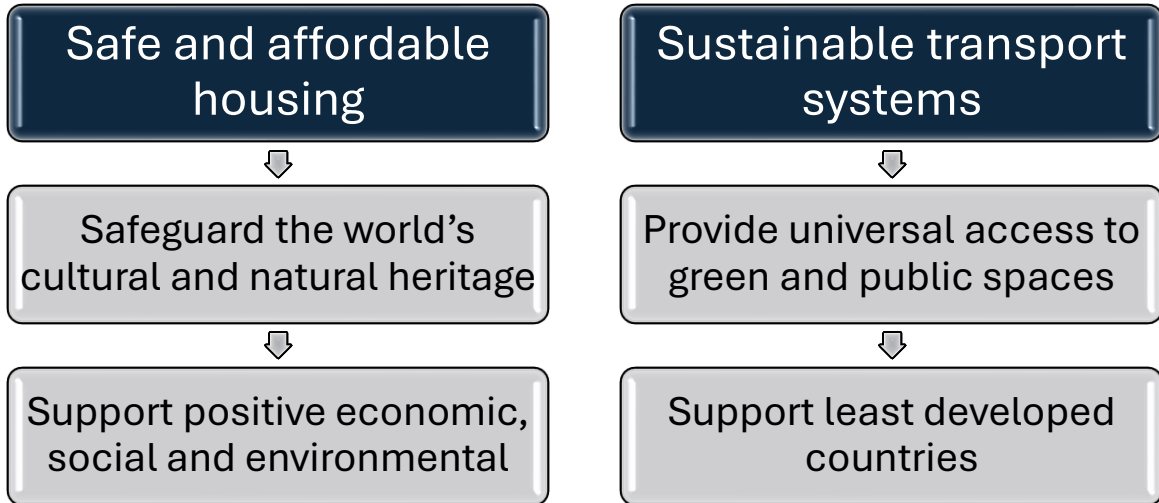 Safe and affordable
housing
Safeguard the world’s
cultural and natural heritage
Support positive economic,
social and environmental
Sustainable transport
systems
Provide universal access to
green and public spaces
Support least developed
countries